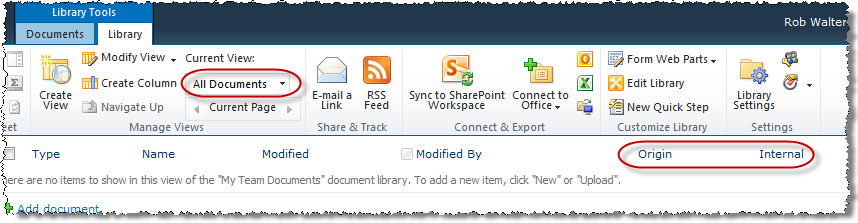 Library Tools
Documents Library
Rob Walter
Modify View Current View:
Create View
Create Column All Documents
Navigate Up Current Page
E-mail a Link
RSS Feed
Sync to SharePoint Workspace
Connect to Office
Form Web Parts
Edit Library
New Quick Step
Library Settings
Manage Views Share & Track Connect & Export Customize Library Settings
Type Name Modified Modified By Origin Internal
here are no items to show in this view of the "My Team Documents" document library. To add a new item, click "New" or "Upload".
Add document